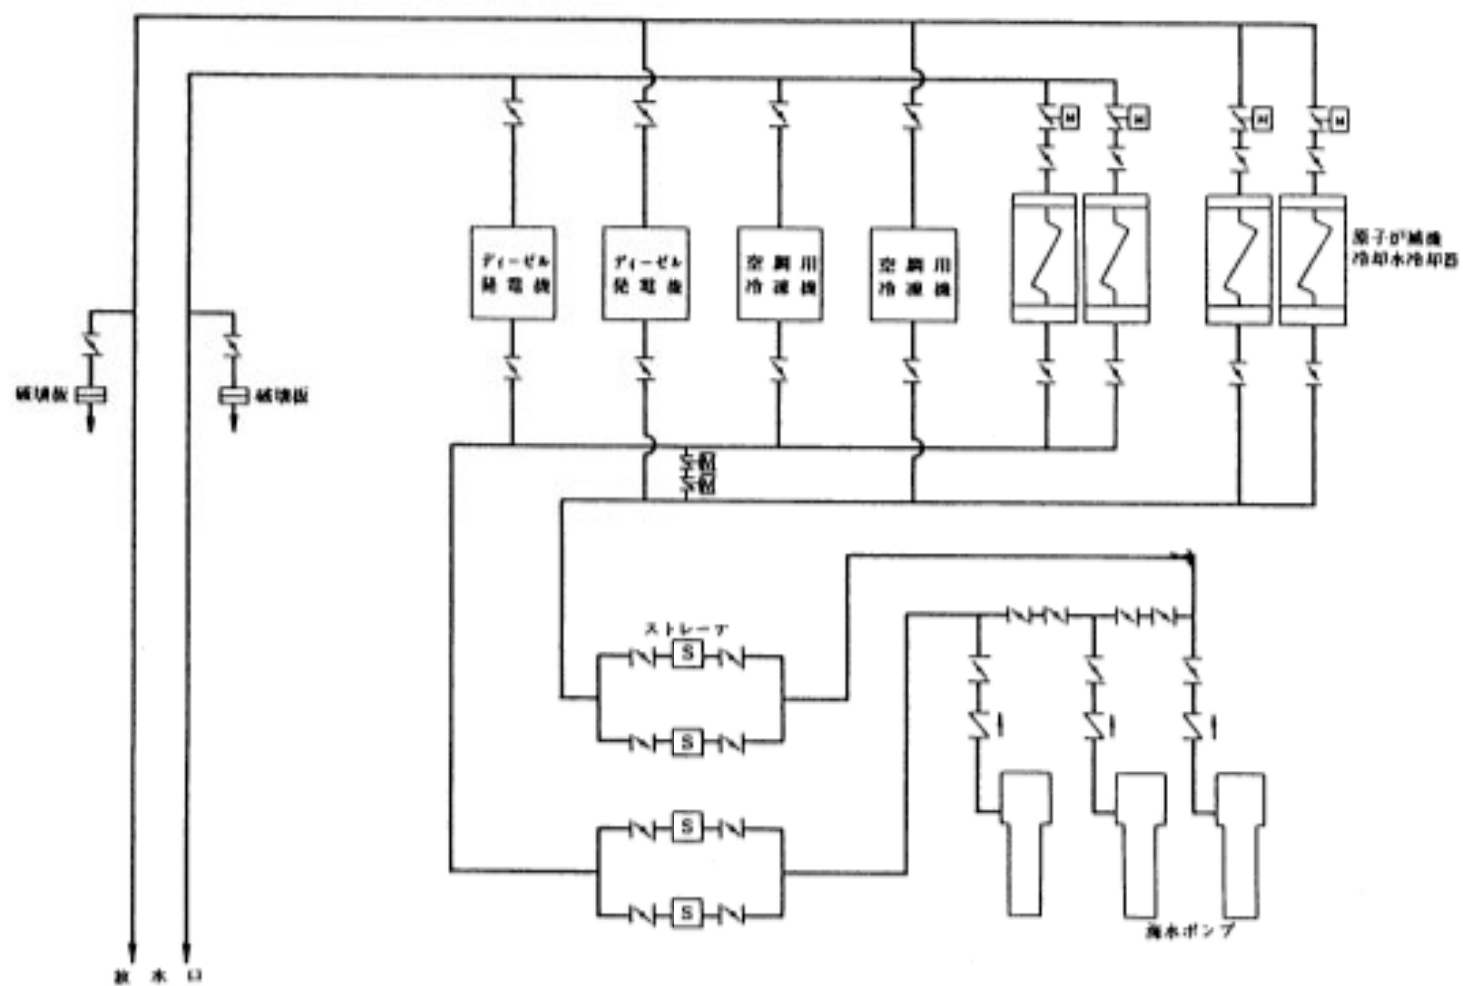 ディーゼル
発電機
ディーゼル
発電機
空調用
冷凍機
空調用
冷凍機
原子炉補機
冷却水冷却器
破壊板
破壊板
ストレーナ
S
S
S
S
海水ポンプ
放水口